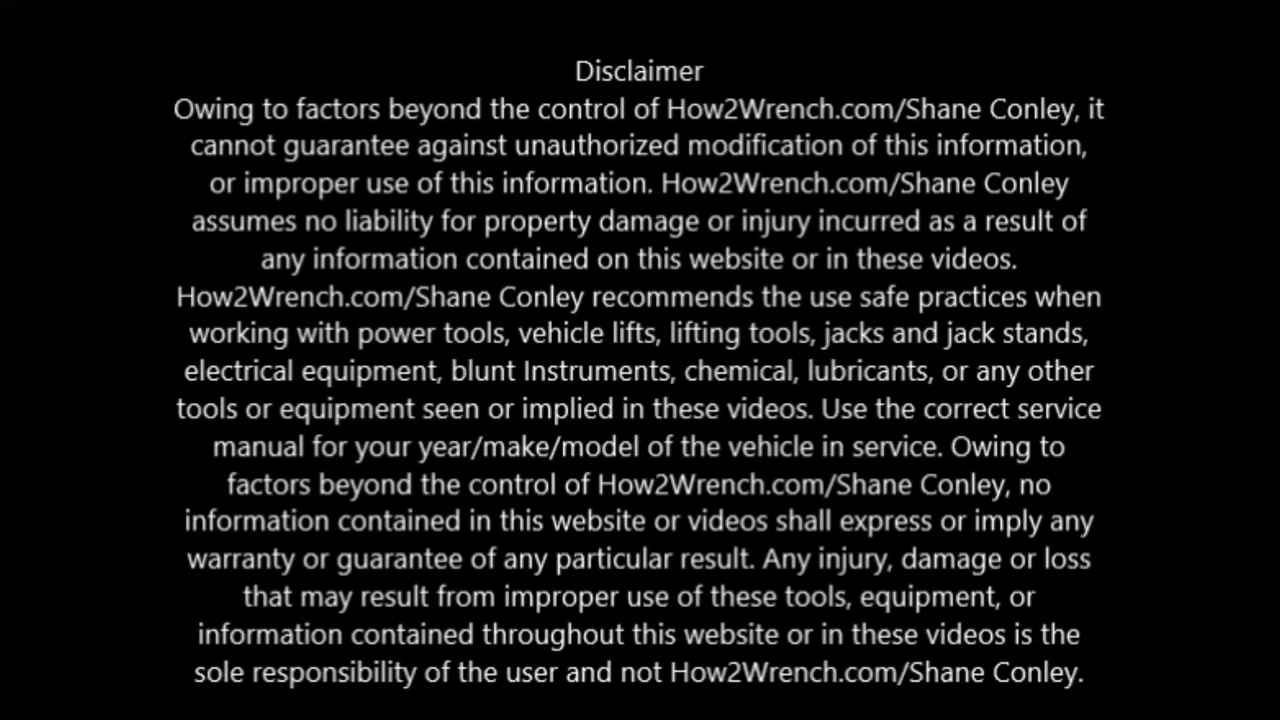 Disclaimer
Owing to factors beyond the control of How2Wrench.com/Shane Conley, it
cannot guarantee against unauthorized modification of this information,
or improper use of this information. How2Wrench.com/Shane Conley
assumes no liability for property damage or injury incurred as a result of
any information contained on this website or in these videos.
How2Wrench.com/Shane Conley recommends the use safe practices when
working with power tools, vehicle lifts, lifting tools, jacks and jack stands,
electrical equipment, blunt Instruments, chemical, lubricants, or any other
tools or equipment seen or implied in these videos. Use the correct service
manual for your year/make/model of the vehicle in service. Owing to
factors beyond the control of How2Wrench.com/Shane Conley, no
information contained in this website or videos shall express or imply any
warranty or guarantee of any particular result. Any injury, damage or loss
that may result from improper use of these tools, equipment, or
information contained throughout this website or in these videos is the
sole responsibility of the user and not How2Wrench.com/Shane Conley.